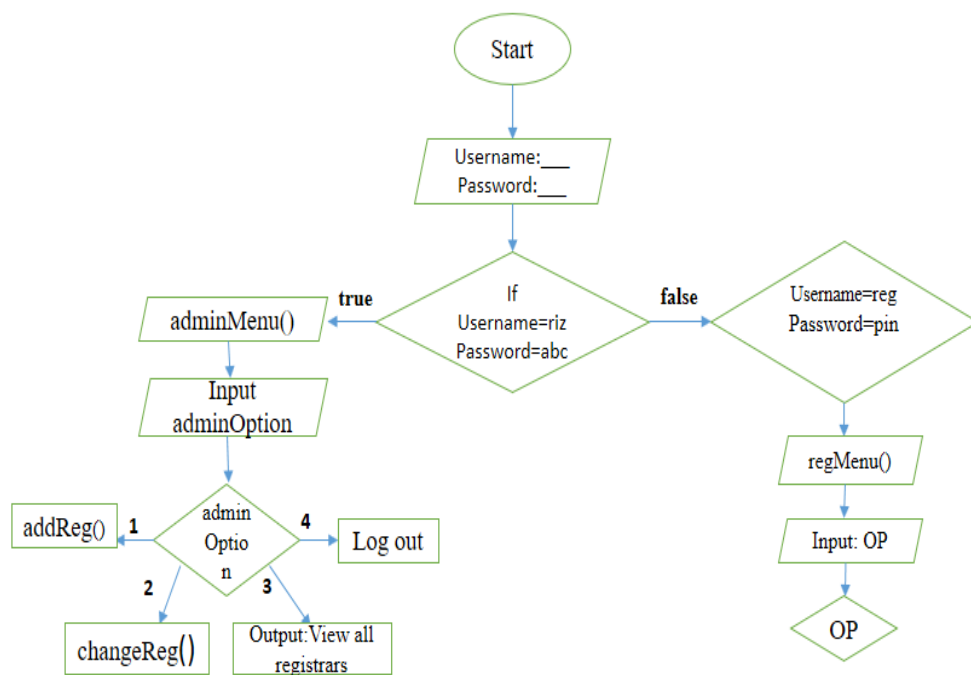 Start
Username:___
Password:___
If
Username=riz
Password=abc
true
false
Username=reg
Password=pin
adminMenu()
Input
adminOption
regMenu()
admin
Optio
n
1
addReg()
4
Log out
2
changeReg()
3
Output:View all
registrars
Input: OP
OP